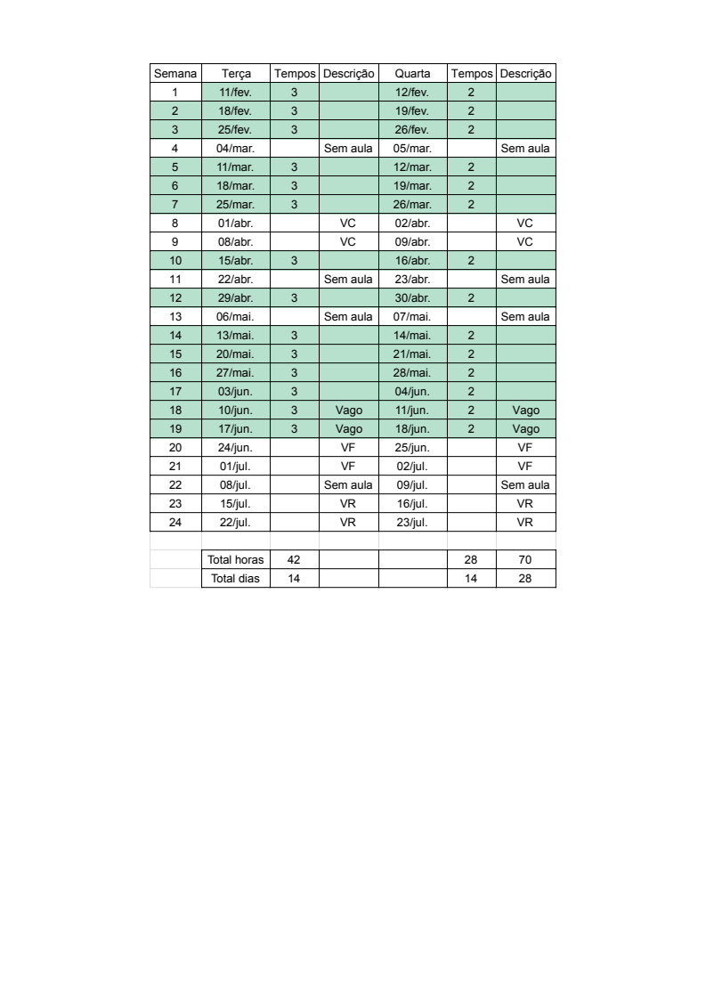 Semana Terça Tempos Descrição Quarta Tempos Descrição
1 11/fev. 3 12/fev. 2
2 18/fev. 3 19/fev. 2
3 25/fev. 3 26/fev. 2
4 04/mar. Sem aula 05/mar. Sem aula
5 11/mar. 3 12/mar. 2
6 18/mar. 3 19/mar. 2
7 25/mar. 3 26/mar. 2
8 01/abr. VC 02/abr. VC
9 08/abr. VC 09/abr. VC
10 15/abr. 3 16/abr. 2
11 22/abr. Sem aula 23/abr. Sem aula
12 29/abr. 3 30/abr. 2
13 06/mai. Sem aula 07/mai. Sem aula
14 13/mai. 3 14/mai. 2
15 20/mai. 3 21/mai. 2
16 27/mai. 3 28/mai. 2
17 03/jun. 3 04/jun. 2
18 10/jun. 3 Vago 11/jun. 2 Vago
19 17/jun. 3 Vago 18/jun. 2 Vago
20 24/jun. VF 25/jun. VF
21 01/jul. VF 02/jul. VF
22 08/jul. Sem aula 09/jul. Sem aula
23 15/jul. VR 16/jul. VR
24 22/jul. VR 23/jul. VR
Total horas 42 28 70
Total dias 14 14 28